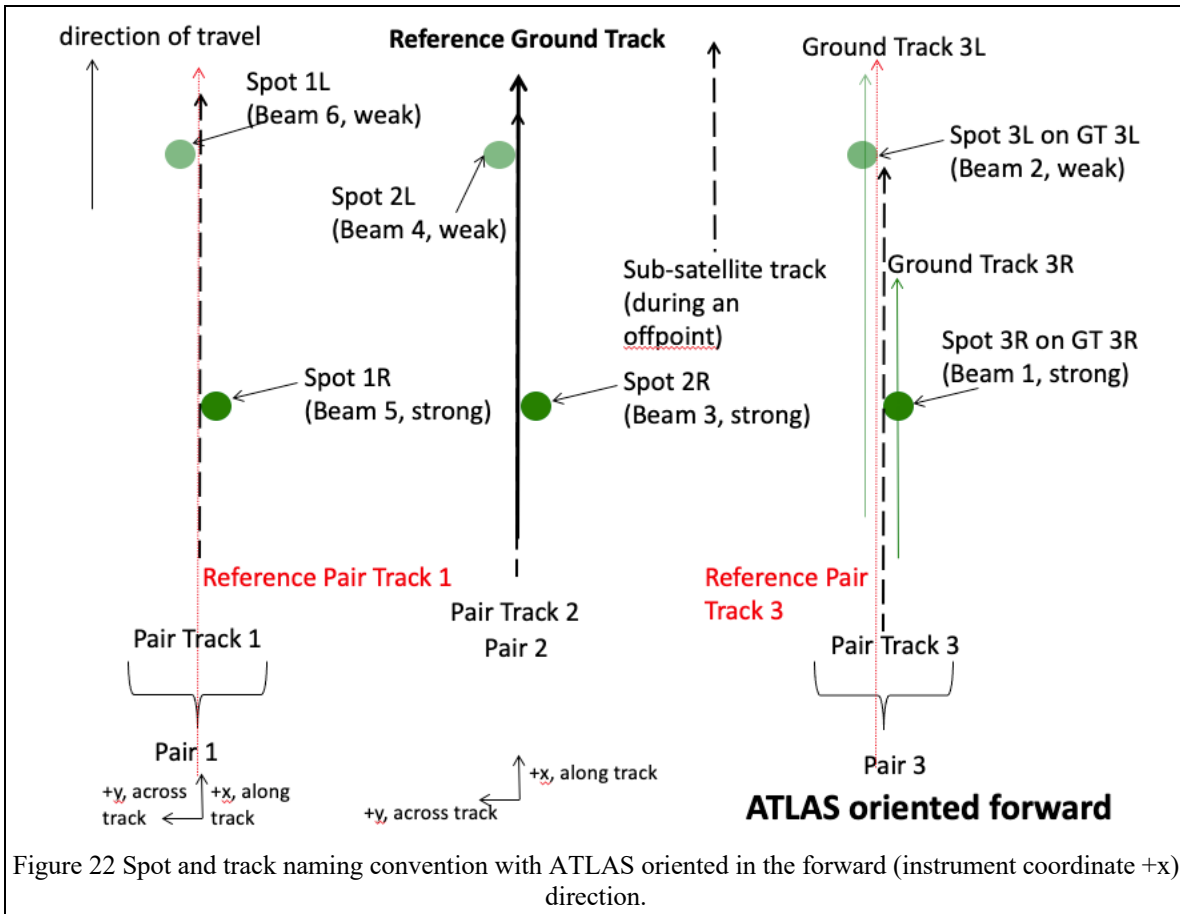 direction of travel
Reference Ground Track
Ground Track 3L
Spot 1L
(Beam 6, weak)
Spot 2L
(Beam 4, weak)
Spot 3L on GT 3L
(Beam 2, weak)
Sub-satellite track
(during an
offpoint)
Ground Track 3R
Spot 1R
(Beam 5, strong)
Spot 2R
(Beam 3, strong)
Spot 3R on GT 3R
(Beam 1, strong)
Reference Pair Track 1
Reference Pair
Track 3
Pair Track 1
Pair Track 2
Pair 2
Pair Track 3
Pair 1
Pair 3
+y, across
track
+x, along
track
+x, along track
+y, across track
ATLAS oriented forward
Figure 22 Spot and track naming convention with ATLAS oriented in the forward (instrument coordinate +x)
direction.